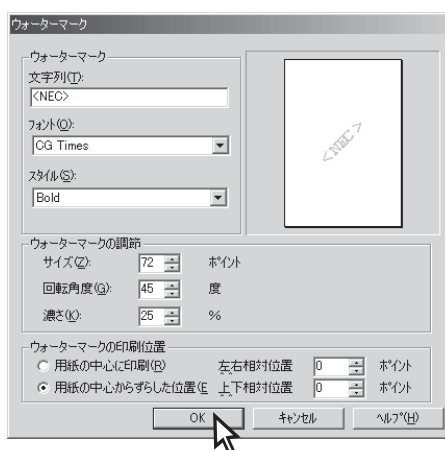 ウォーターマーク
ウォーターマーク
文字列(T):
<NEC>
フォント(O):
CG Times
スタイル(S):
Bold
<NEC>
ウォーターマークの調節
サイズ(Z): 72 ポイント
回転角度(G): 45 度
濃さ(K): 25 %
ウォーターマークの印刷位置
用紙の中心に印刷(R) 左右相対位置 0 ポイント
用紙の中心からずらした位置(E 上下相対位置 0 ポイント
OK キャンセル ヘルプ(H)